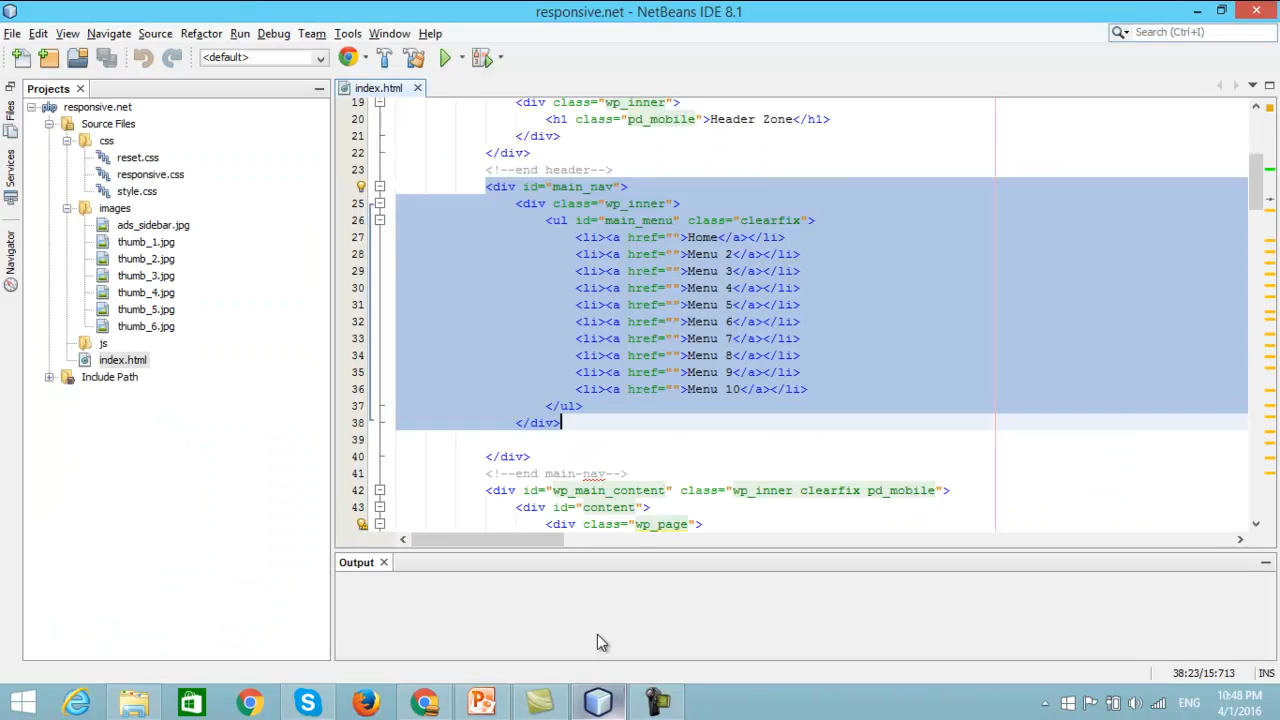 responsive.net - NetBeans IDE 8.1
File Edit View Navigate Source Refactor Run Debug Team Tools Window Help
Search (Ctrl+I)
<default>
Projects
index.html
Files
Services
Navigator
responsive.net
Source Files
css
reset.css
responsive.css
style.css
images
ads_sidebar.jpg
thumb_1.jpg
thumb_2.jpg
thumb_3.jpg
thumb_4.jpg
thumb_5.jpg
thumb_6.jpg
js
index.html
Include Path
19 <div class="wp_inner">
20 <h1 class="pd_mobile">Header Zone</h1>
21 </div>
22 </div>
23 <!--end header-->
<div id="main_nav">
25 <div class="wp_inner">
26 <ul id="main_menu" class="clearfix">
27 <li><a href="">Home</a></li>
28 <li><a href="">Menu 2</a></li>
29 <li><a href="">Menu 3</a></li>
30 <li><a href="">Menu 4</a></li>
31 <li><a href="">Menu 5</a></li>
32 <li><a href="">Menu 6</a></li>
33 <li><a href="">Menu 7</a></li>
34 <li><a href="">Menu 8</a></li>
35 <li><a href="">Menu 9</a></li>
36 <li><a href="">Menu 10</a></li>
37 </ul>
38 </div>
39
40 </div>
41 <!--end main-nav-->
42 <div id="wp_main_content" class="wp_inner clearfix pd_mobile">
43 <div id="content">
<div class="wp_page">
Output
38:23/15:713 INS
ENG
10:48 PM
4/1/2016